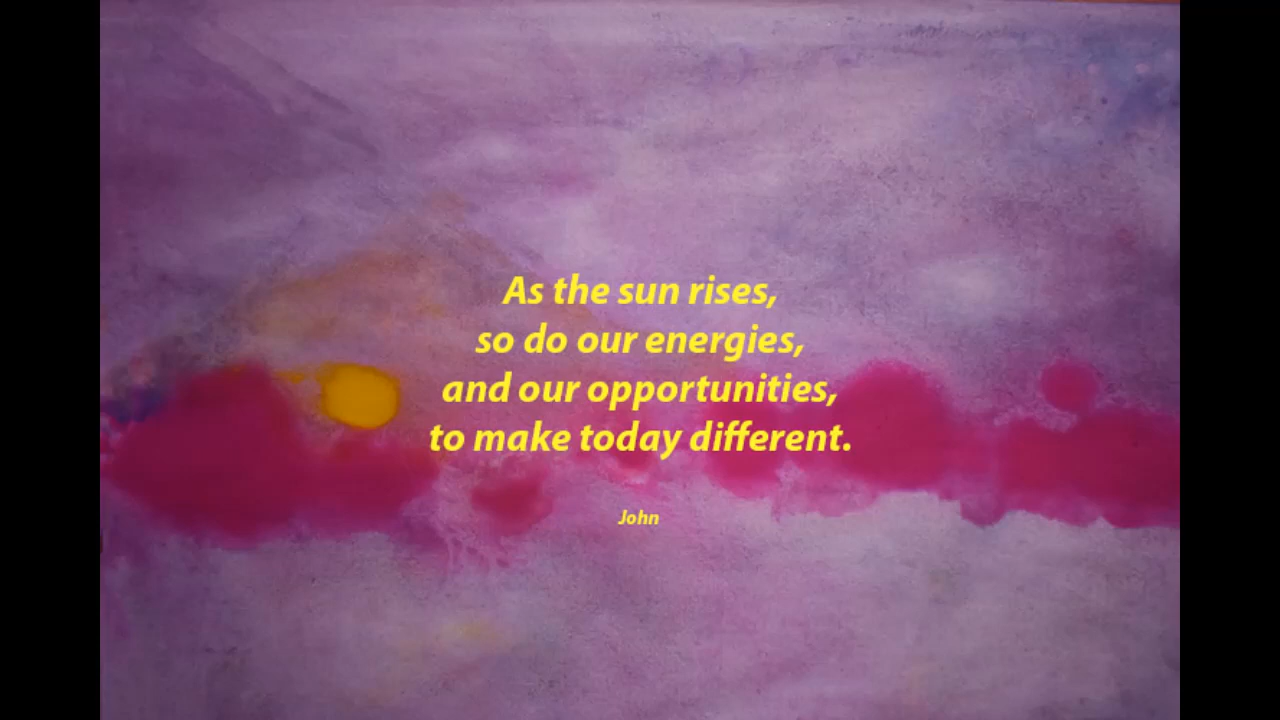 As the sun rises,
so do our energies,
and our opportunities,
to make today different.
John